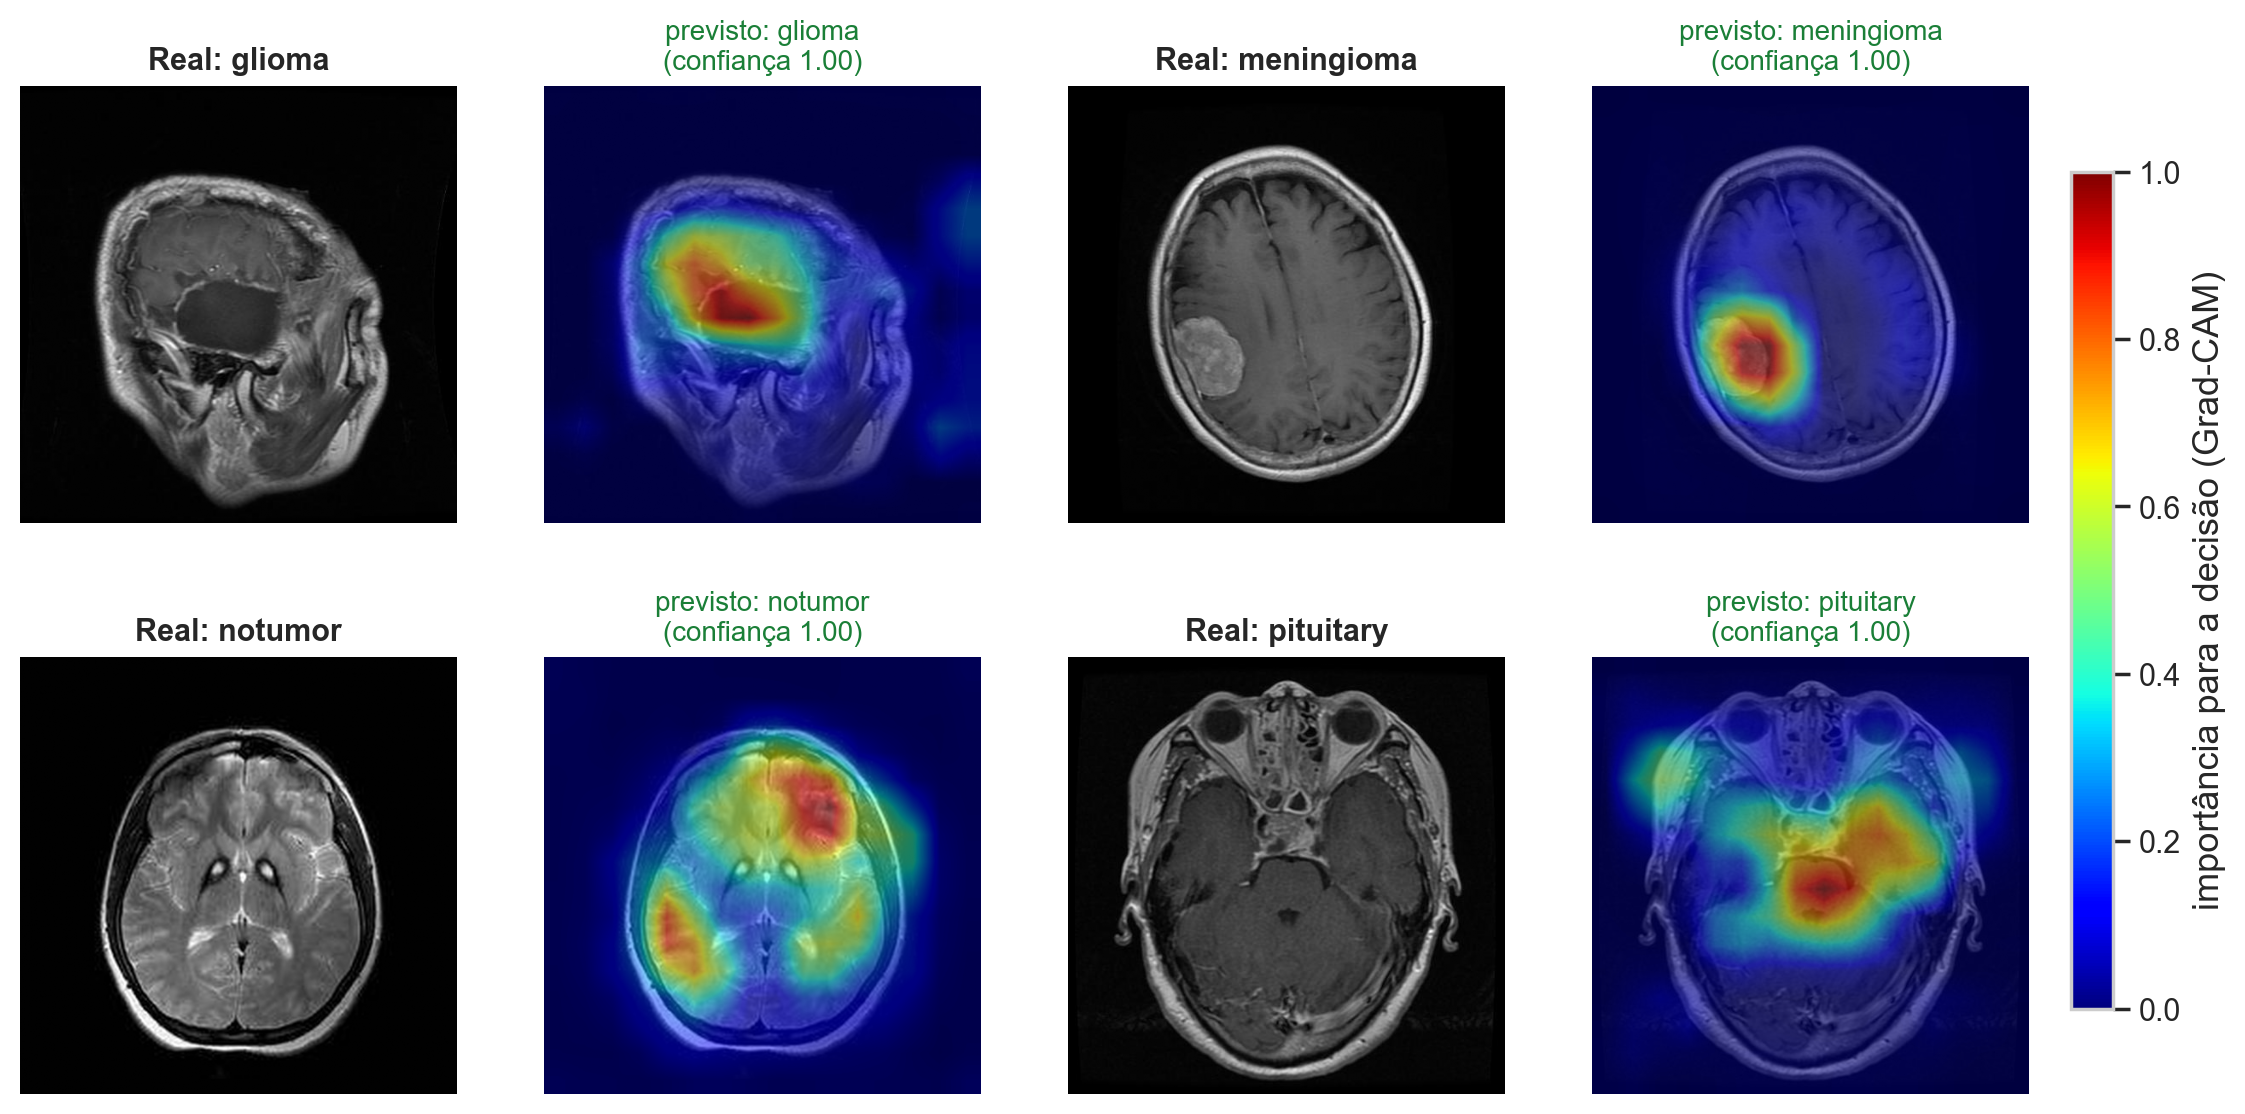 Real: glioma
previsto: glioma
(confiança 1.00)
Real: meningioma
previsto: meningioma
(confiança 1.00)
Real: notumor
previsto: notumor
(confiança 1.00)
Real: pituitary
previsto: pituitary
(confiança 1.00)
1.0
0.8
0.6
0.4
0.2
0.0
importância para a decisão (Grad-CAM)